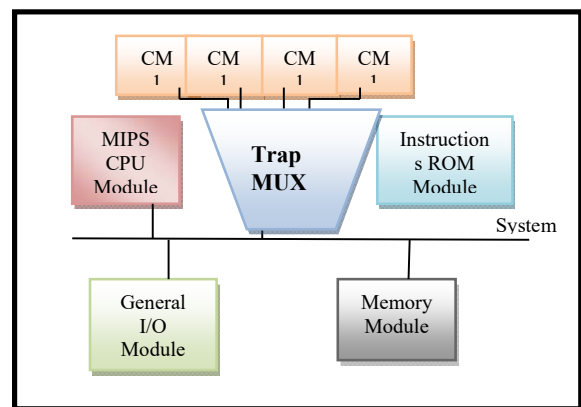 CM
1
CM
1
CM
1
CM
1
MIPS
CPU
Module
Trap
MUX
Instruction
s ROM
Module
System
General
I/O
Module
Memory
Module